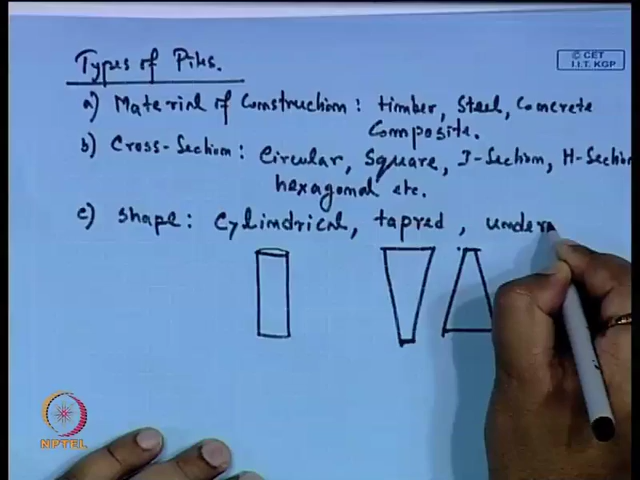 © CET
I.I.T. KGP
Types of Piles.
a) Material of Construction : timber, Steel, Concrete
Composite.
b) Cross-Section : Circular, Square, I-Section, H-Section
hexagonal etc.
c) Shape : Cylindrical, tapred, under
NPTEL